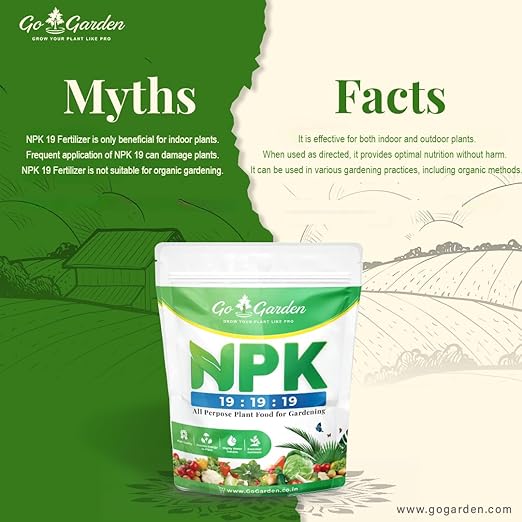 Go Garden
GROW YOUR PLANT LIKE PRO
Myths
NPK 19 Fertilizer is only beneficial for indoor plants.
Frequent application of NPK 19 can damage plants.
NPK 19 Fertilizer is not suitable for organic gardening.
Facts
It is effective for both indoor and outdoor plants.
When used as directed, it provides optimal nutrition without harm.
It can be used in various gardening practices, including organic methods.
Go Garden
GROW YOUR PLANT LIKE PRO
NPK
19 : 19 : 19
All Purpose Plant Food for Gardening
www.GoGarden.co.in
www.gogarden.com